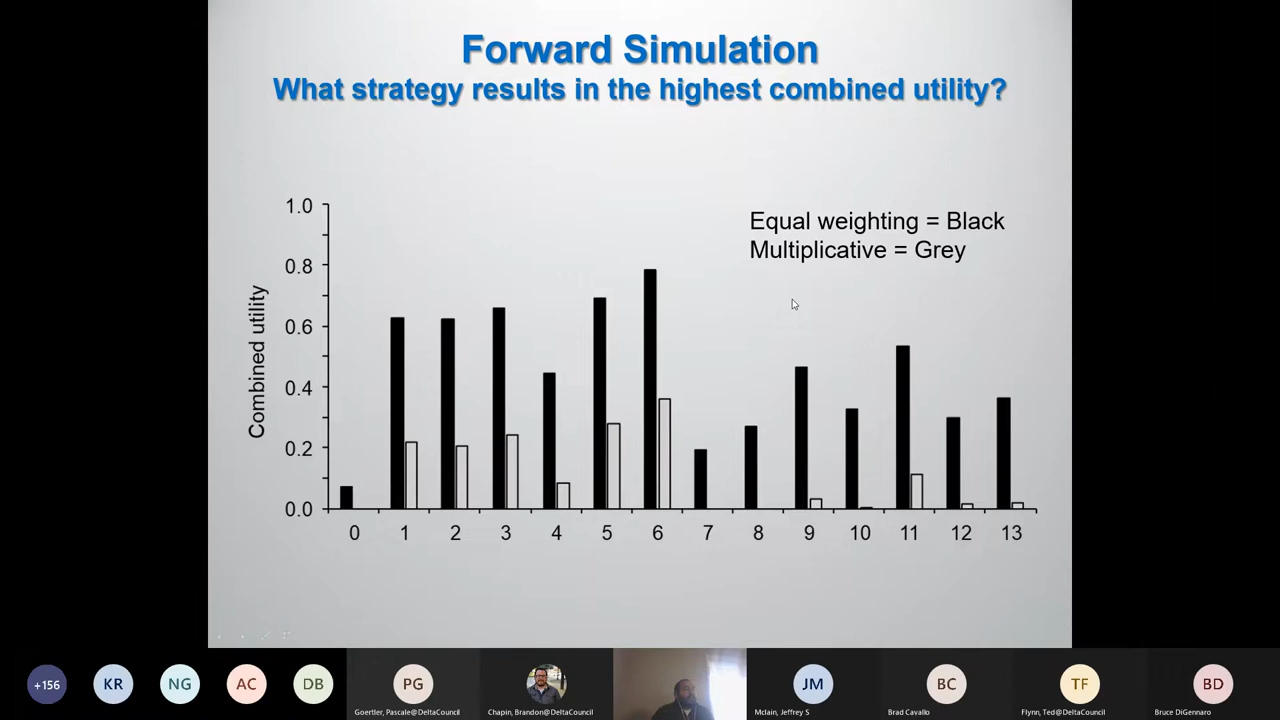 Forward Simulation
What strategy results in the highest combined utility?
Equal weighting = Black
Multiplicative = Grey
Combined utility
1.0
0.8
0.6
0.4
0.2
0.0
0 1 2 3 4 5 6 7 8 9 10 11 12 13
+156 KR NG AC DB PG JM BC TF BD
Goertler, Pascale@DeltaCouncil Chapin, Brandon@DeltaCouncil Mclain, Jeffrey S Brad Cavallo Flynn, Ted@DeltaCouncil Bruce DiGennaro